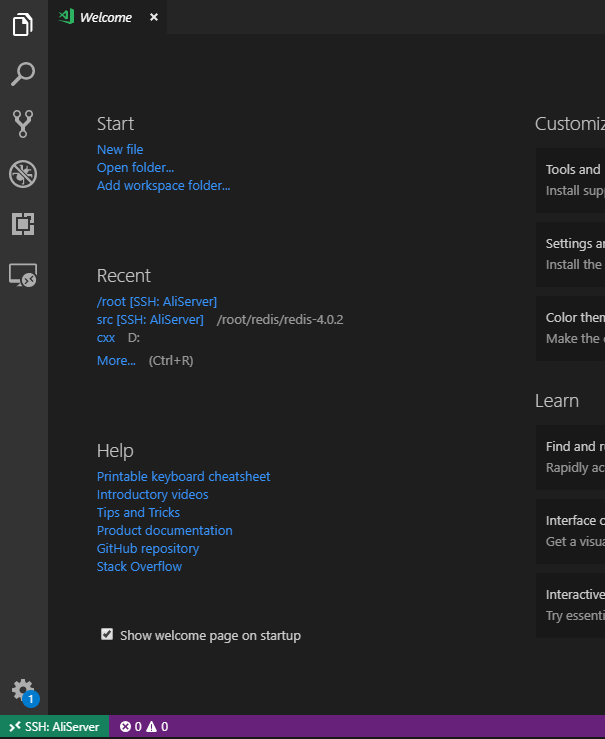 Welcome ×
Start
New file
Open folder...
Add workspace folder...
Recent
/root [SSH: AliServer]
src [SSH: AliServer] /root/redis/redis-4.0.2
cxx D:
More... (Ctrl+R)
Help
Printable keyboard cheatsheet
Introductory videos
Tips and Tricks
Product documentation
GitHub repository
Stack Overflow
Show welcome page on startup
Customiz
Tools and
Install sup
Settings a
Install the
Color them
Make the
Learn
Find and r
Rapidly ac
Interface o
Get a visua
Interactive
Try essenti
1
SSH: AliServer 0 0